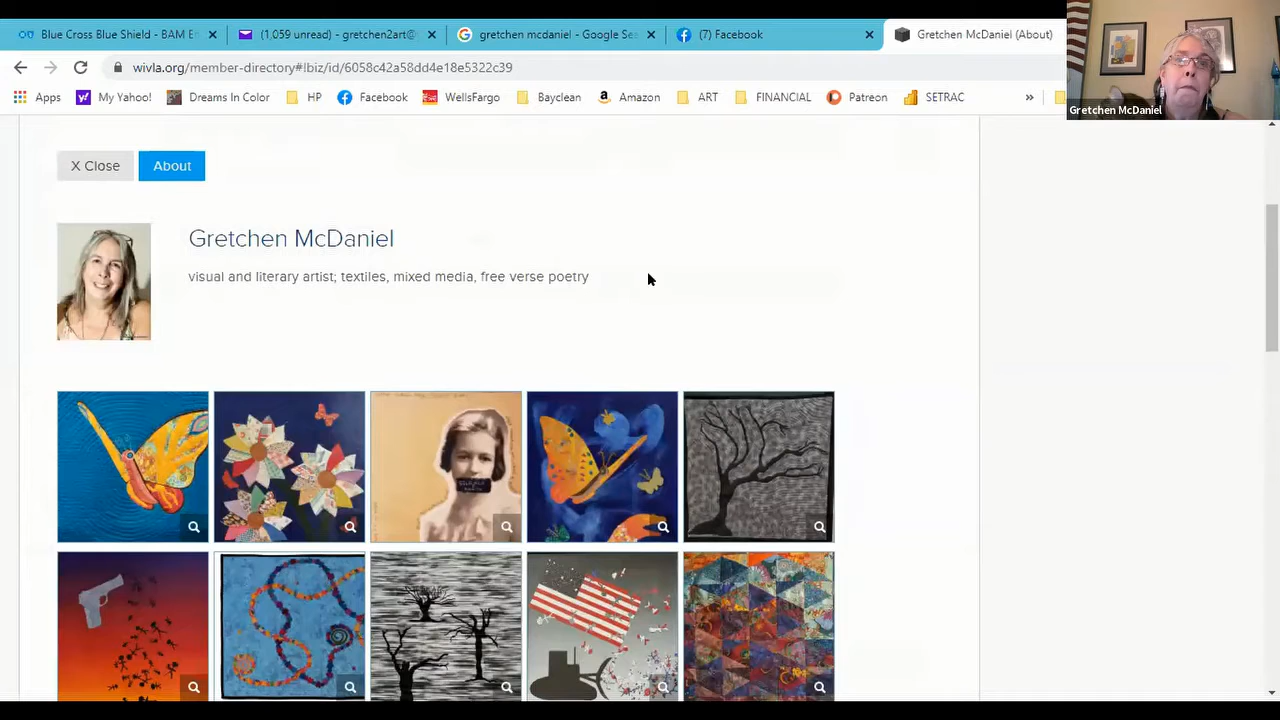 Blue Cross Blue Shield - BAM E
(1,059 unread) - gretchen2art@
gretchen mcdaniel - Google Sea
(7) Facebook
Gretchen McDaniel (About)
wivla.org/member-directory#!biz/id/6058c42a58dd4e18e5322c39
Apps
My Yahoo!
Dreams In Color
HP
Facebook
WellsFargo
Bayclean
Amazon
ART
FINANCIAL
Patreon
SETRAC
»
Gretchen McDaniel
X Close
About
Gretchen McDaniel
visual and literary artist; textiles, mixed media, free verse poetry